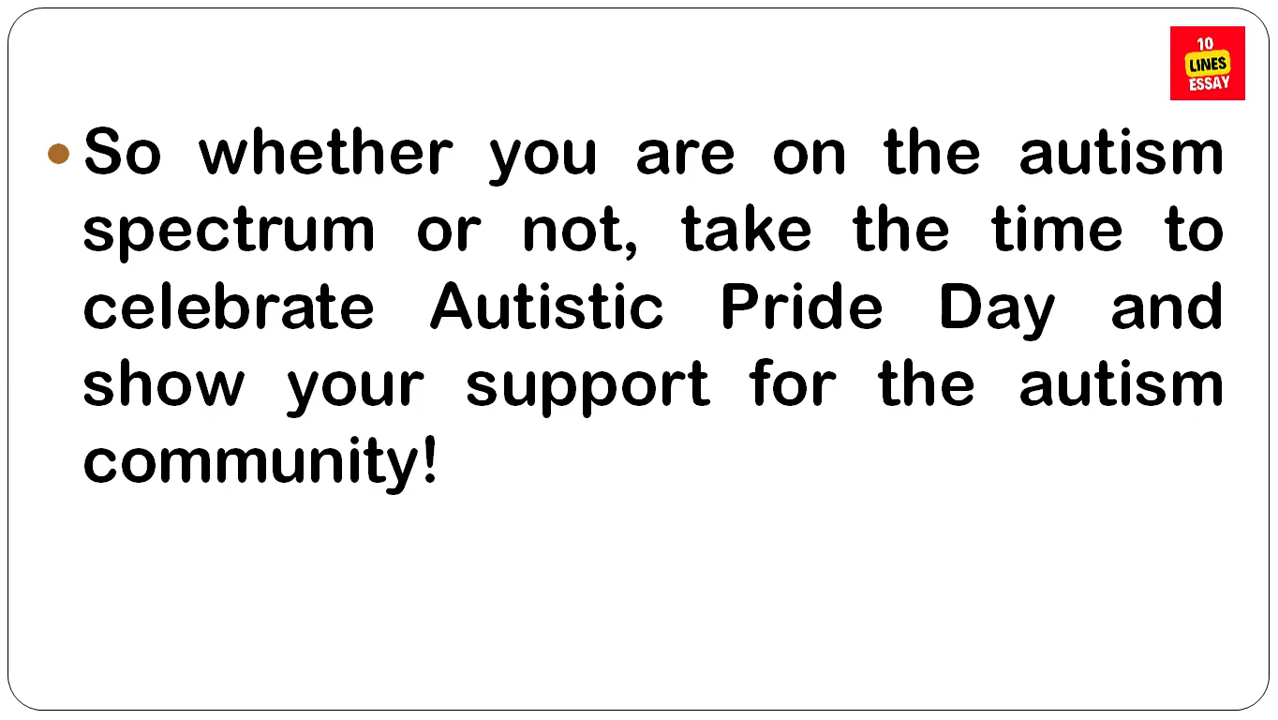 10
LINES
ESSAY
So whether you are on the autism
spectrum or not, take the time to
celebrate Autistic Pride Day and
show your support for the autism
community!